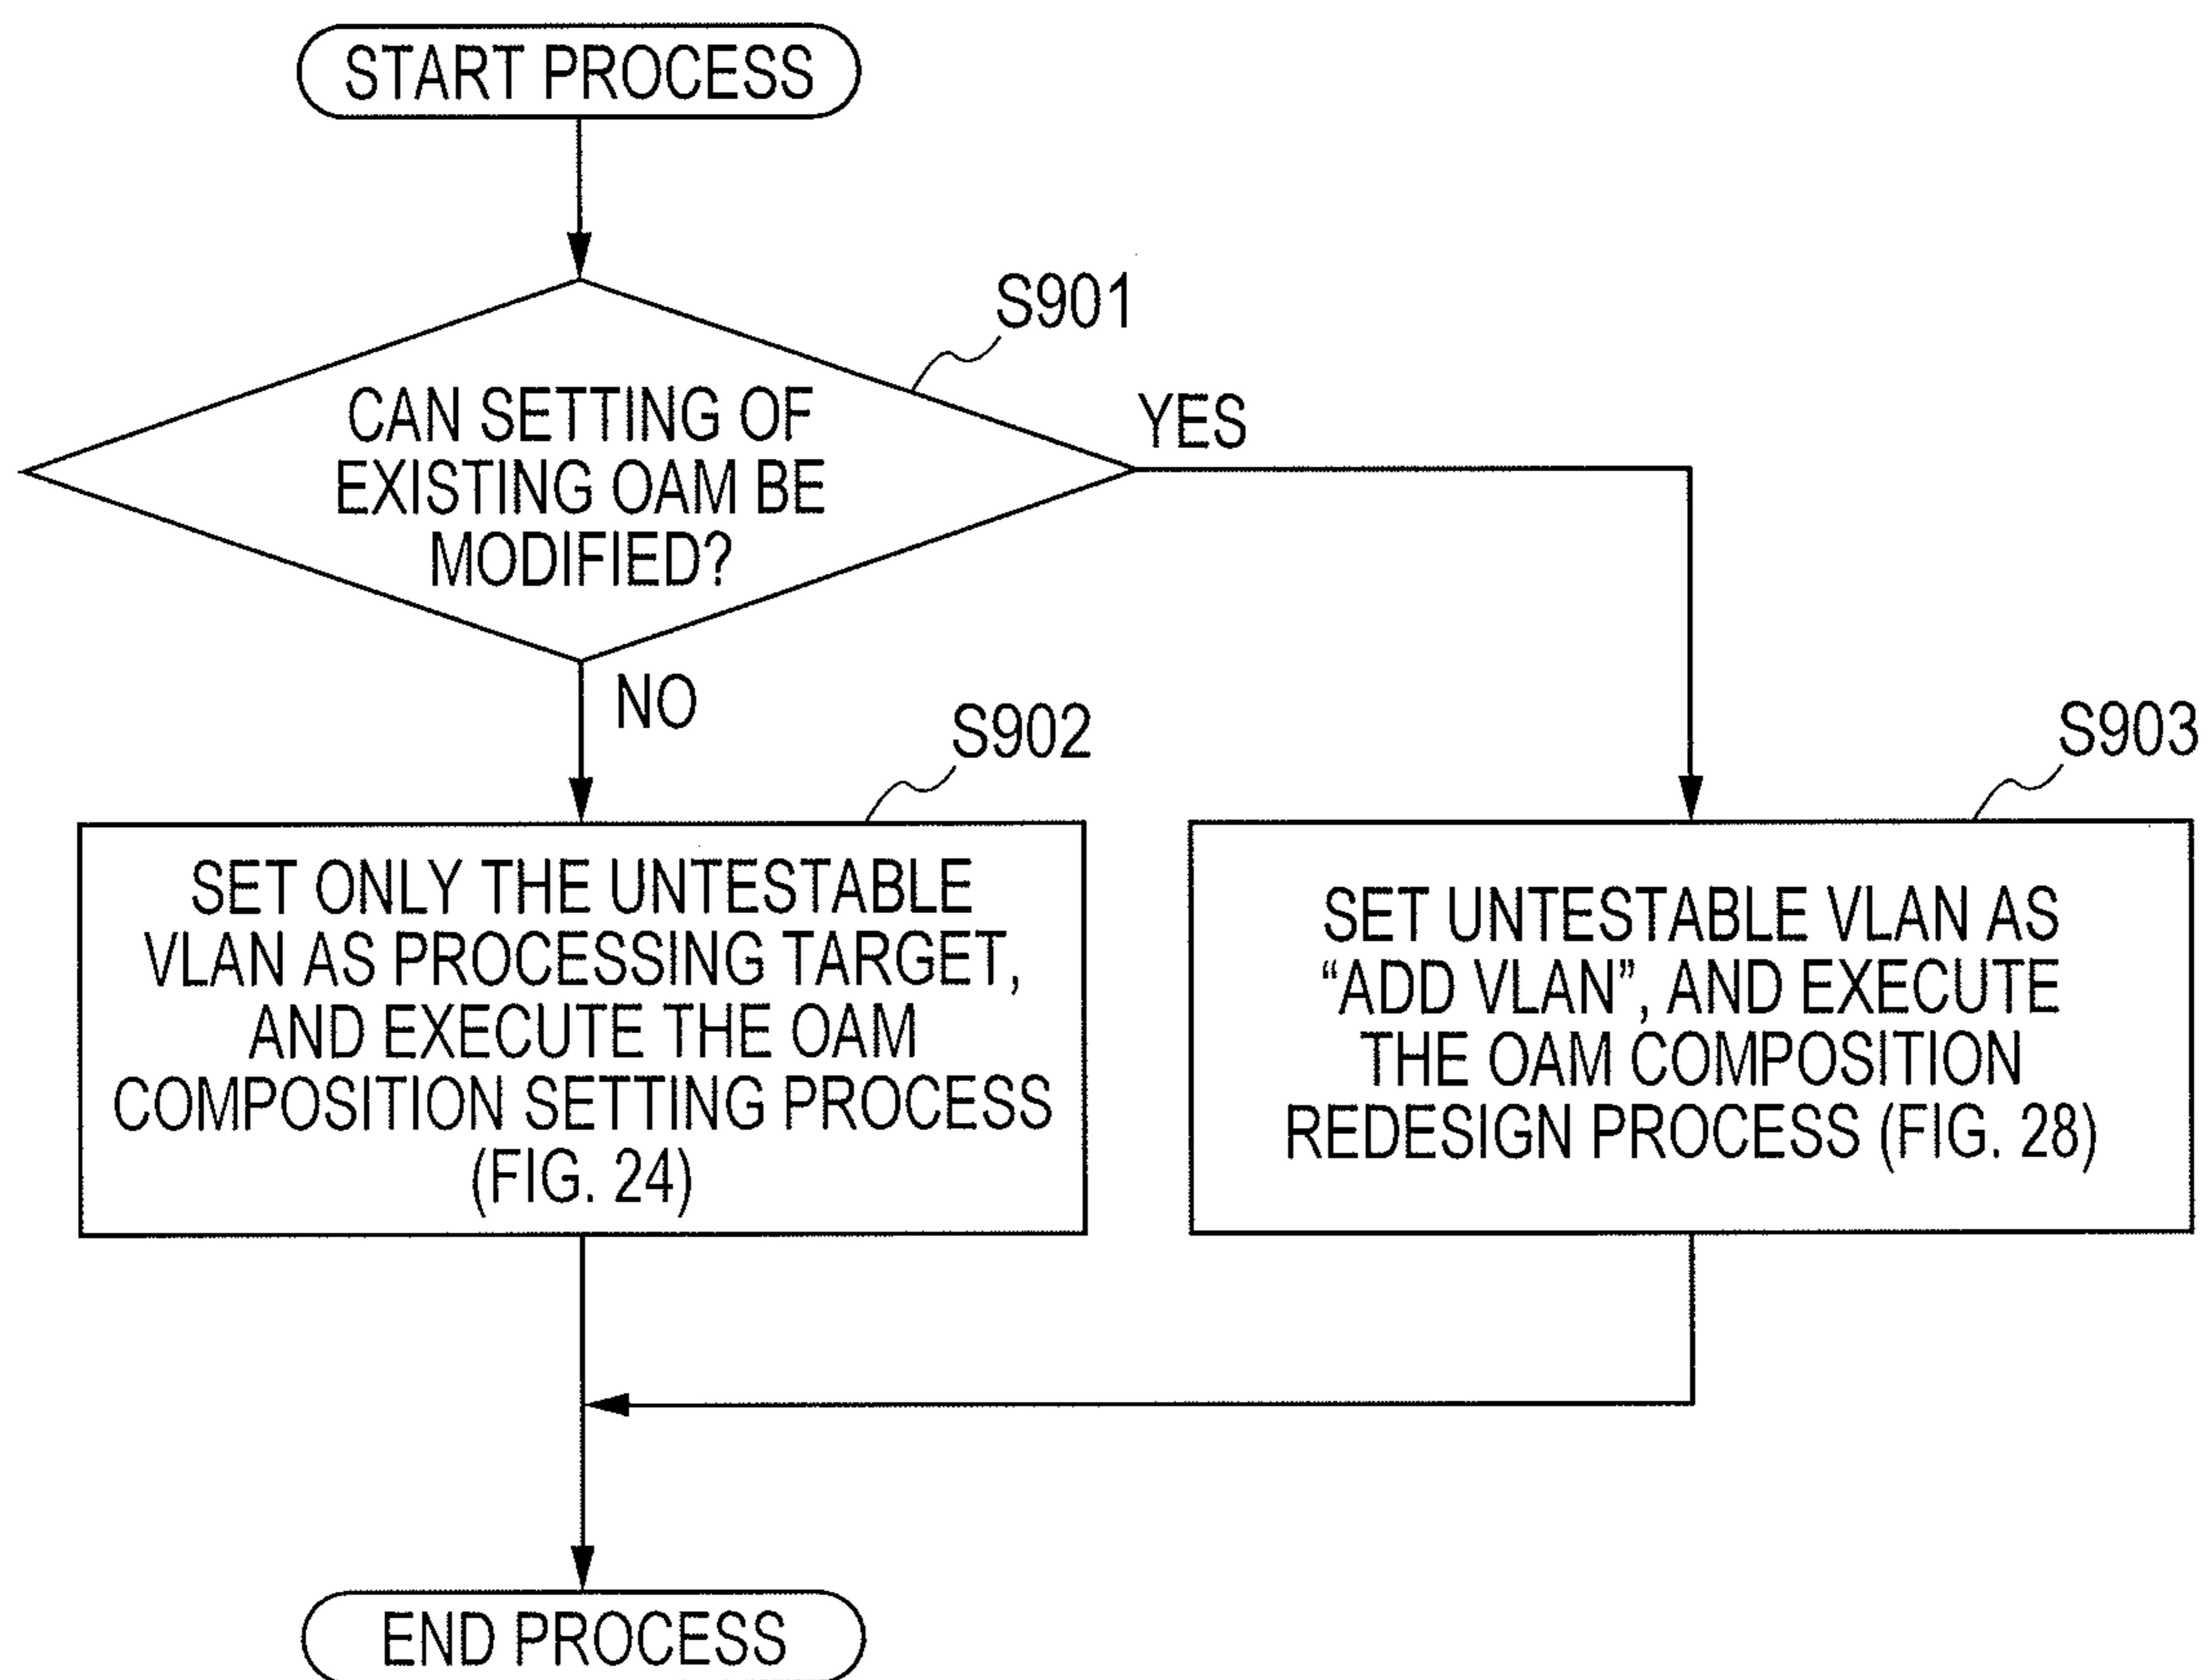 START PROCESS
S901
CAN SETTING OF
EXISTING OAM BE
MODIFIED?
YES
NO
S902
SET ONLY THE UNTESTABLE
VLAN AS PROCESSING TARGET,
AND EXECUTE THE OAM
COMPOSITION SETTING PROCESS
(FIG. 24)
S903
SET UNTESTABLE VLAN AS
“ADD VLAN”, AND EXECUTE
THE OAM COMPOSITION
REDESIGN PROCESS (FIG. 28)
END PROCESS